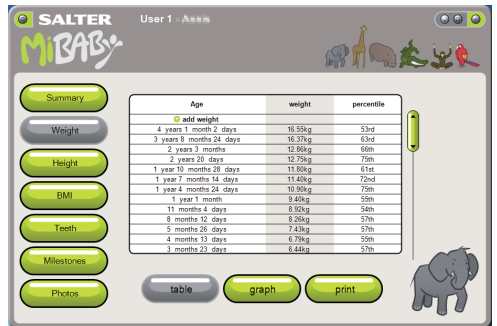 SALTER
MiBABY
User 1 -
Summary
Weight
Height
BMI
Teeth
Milestones
Photos
Age weight percentile
add weight
4 years 1 month 2 days 16.55kg 53rd
3 years 8 months 24 days 16.37kg 63rd
2 years 3 months 12.86kg 66th
2 years 20 days 12.75kg 75th
1 year 10 months 28 days 11.80kg 61st
1 year 7 months 14 days 11.40kg 72nd
1 year 4 months 24 days 10.90kg 75th
1 year 1 month 9.40kg 55th
11 months 4 days 8.92kg 54th
8 months 12 days 8.26kg 57th
5 months 26 days 7.43kg 57th
4 months 13 days 6.79kg 55th
3 months 23 days 6.44kg 57th
table graph print